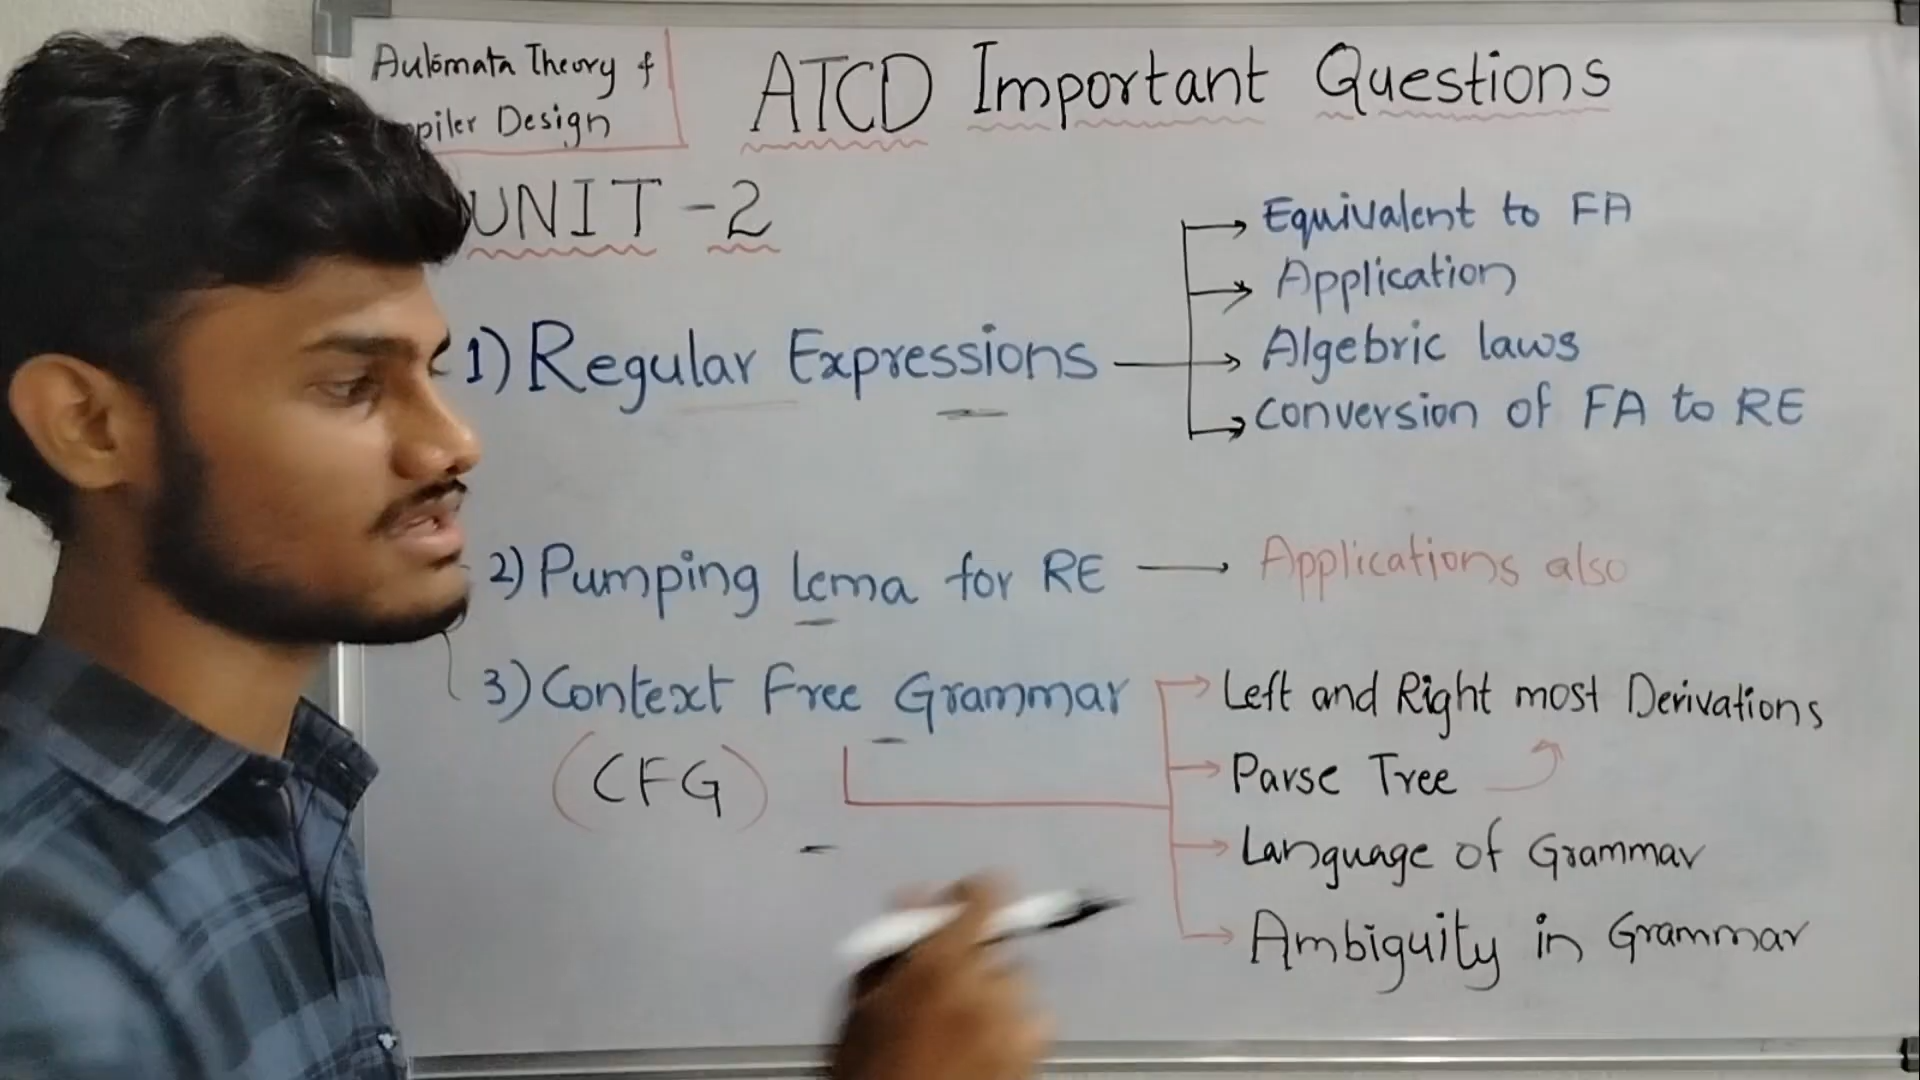 Automata Theory &
piler Design
ATCD Important Questions
UNIT - 2
1) Regular Expressions
Equivalent to FA
Application
Algebric laws
Conversion of FA to RE
2) Pumping lema for RE → Applications also
3) Context Free Grammar
(CFG)
Left and Right most Derivations
Parse Tree
Language of Grammar
Ambiguity in Grammar